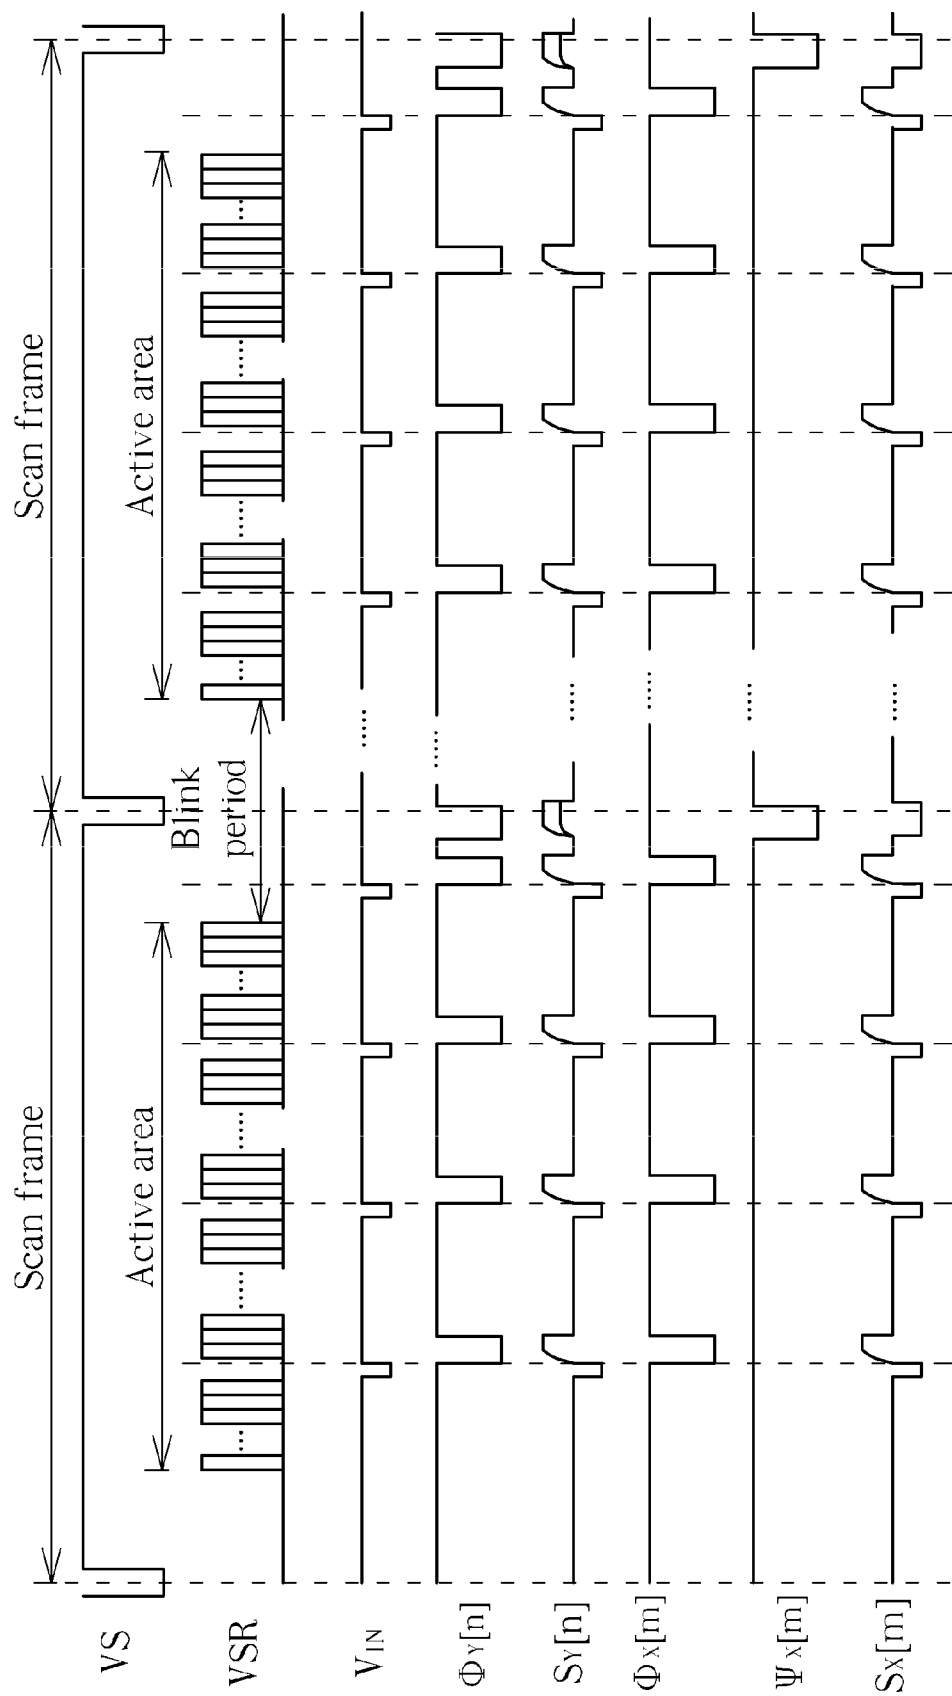 Scan frame
Scan frame
VS
Active area
Active area
Blink
period
VSR
VIN
ΦY[n]
SY[n]
ΦX[m]
ΨX[m]
SX[m]